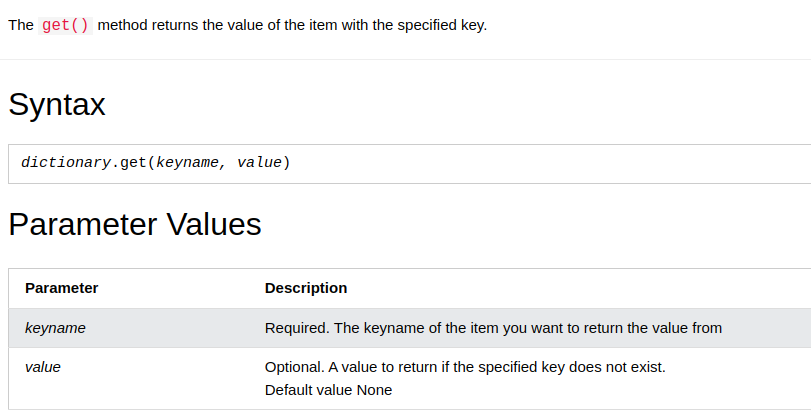 The get() method returns the value of the item with the specified key.
Syntax
dictionary.get(keyname, value)
Parameter Values
Parameter Description
keyname Required. The keyname of the item you want to return the value from
value Optional. A value to return if the specified key does not exist.
Default value None